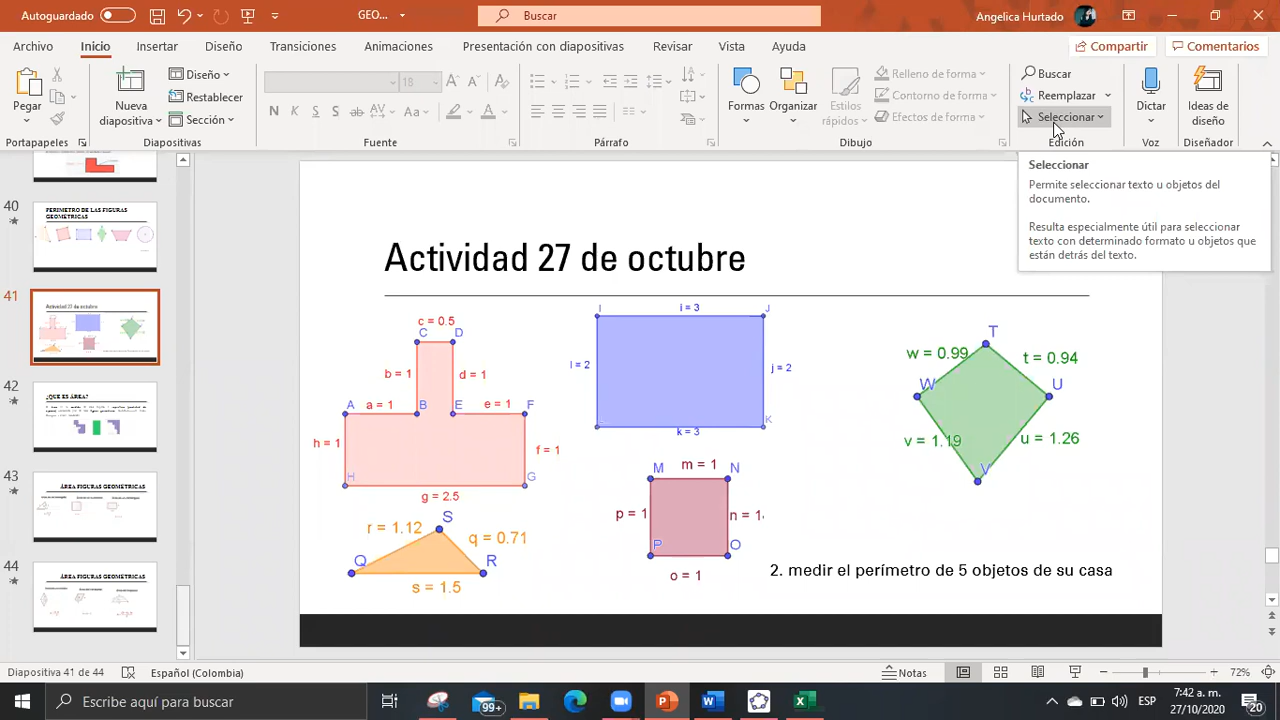 Autoguardado
GEO...
Buscar
Angelica Hurtado
Archivo
Inicio
Insertar
Diseño
Transiciones
Animaciones
Presentación con diapositivas
Revisar
Vista
Ayuda
Compartir
Comentarios
Pegar
Nueva
diapositiva
Diseño
Restablecer
Sección
18
N K S S ab AV Aa A
Formas
Organizar
Estilos
rápidos
Relleno de forma
Contorno de forma
Efectos de forma
Buscar
Reemplazar
Seleccionar
Dictar
Ideas de
diseño
Portapapeles
Diapositivas
Fuente
Párrafo
Dibujo
Edición
Voz
Diseñador
Seleccionar
Permite seleccionar texto u objetos del
documento.
Resulta especialmente útil para seleccionar
texto con determinado formato u objetos que
están detrás del texto.
40
PERIMETRO DE LAS FIGURAS
GEOMÉTRICAS
41
Actividad 27 de octubre
42
¿QUE ES ÁREA?
43
ÁREA FIGURAS GEOMÉTRICAS
44
ÁREA FIGURAS GEOMÉTRICAS
Actividad 27 de octubre
c = 0.5
C D
b = 1
d = 1
A a = 1 B E e = 1 F
h = 1
f = 1
H G
g = 2.5
I i = 3 J
l = 2
j = 2
k = 3 K
T
w = 0.99
t = 0.94
W U
v = 1.19
u = 1.26
V
M m = 1 N
p = 1
n = 1
P O
o = 1
S
r = 1.12
q = 0.71
Q R
s = 1.5
2. medir el perímetro de 5 objetos de su casa
Diapositiva 41 de 44
Español (Colombia)
Notas
72%
Escribe aquí para buscar
99+
ESP
7:42 a. m.
27/10/2020
20